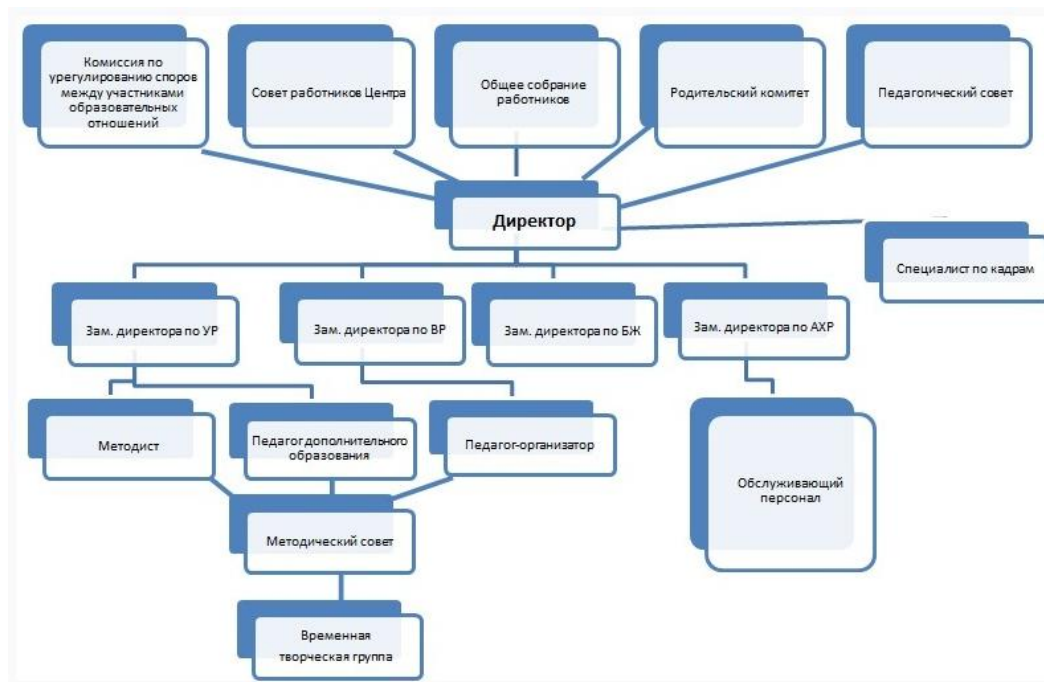 Комиссия по
урегулированию споров
между участниками
образовательных
отношений
Совет работников Центра
Общее собрание
работников
Родительский комитет
Педагогический совет
Директор
Специалист по кадрам
Зам. директора по УР
Зам. директора по ВР
Зам. директора по БЖ
Зам. директора по АХР
Методист
Педагог дополнительного
образования
Педагог-организатор
Обслуживающий
персонал
Методический совет
Временная
творческая группа